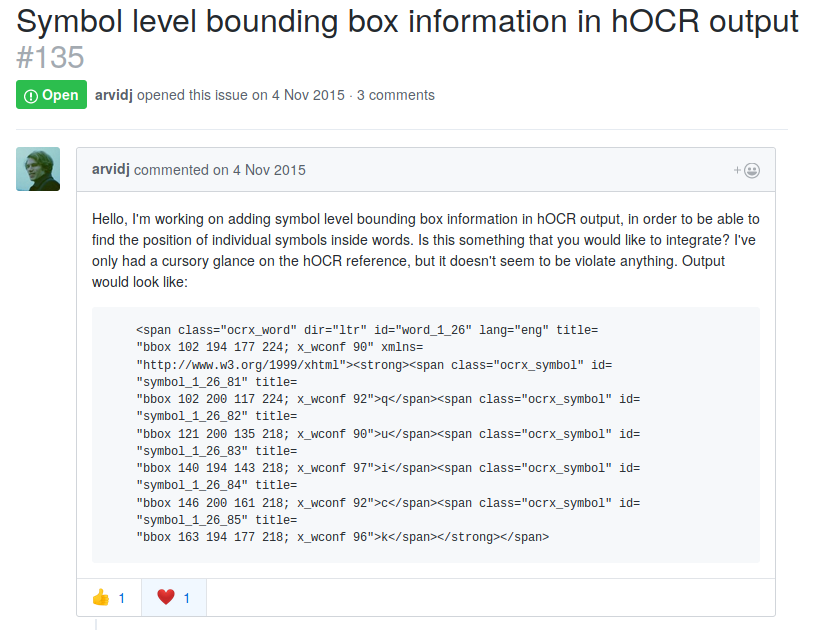 Symbol level bounding box information in hOCR output
#135
Open arvidj opened this issue on 4 Nov 2015 · 3 comments
arvidj commented on 4 Nov 2015
+
Hello, I'm working on adding symbol level bounding box information in hOCR output, in order to be able to
find the position of individual symbols inside words. Is this something that you would like to integrate? I've
only had a cursory glance on the hOCR reference, but it doesn't seem to be violate anything. Output
would look like:
<span class="ocrx_word" dir="ltr" id="word_1_26" lang="eng" title=
"bbox 102 194 177 224; x_wconf 90" xmlns=
"http://www.w3.org/1999/xhtml"><strong><span class="ocrx_symbol" id=
"symbol_1_26_81" title=
"bbox 102 200 117 224; x_wconf 92">q</span><span class="ocrx_symbol" id=
"symbol_1_26_82" title=
"bbox 121 200 135 218; x_wconf 90">u</span><span class="ocrx_symbol" id=
"symbol_1_26_83" title=
"bbox 140 194 143 218; x_wconf 97">i</span><span class="ocrx_symbol" id=
"symbol_1_26_84" title=
"bbox 146 200 161 218; x_wconf 92">c</span><span class="ocrx_symbol" id=
"symbol_1_26_85" title=
"bbox 163 194 177 218; x_wconf 96">k</span></strong></span>
👍 1 ❤️ 1